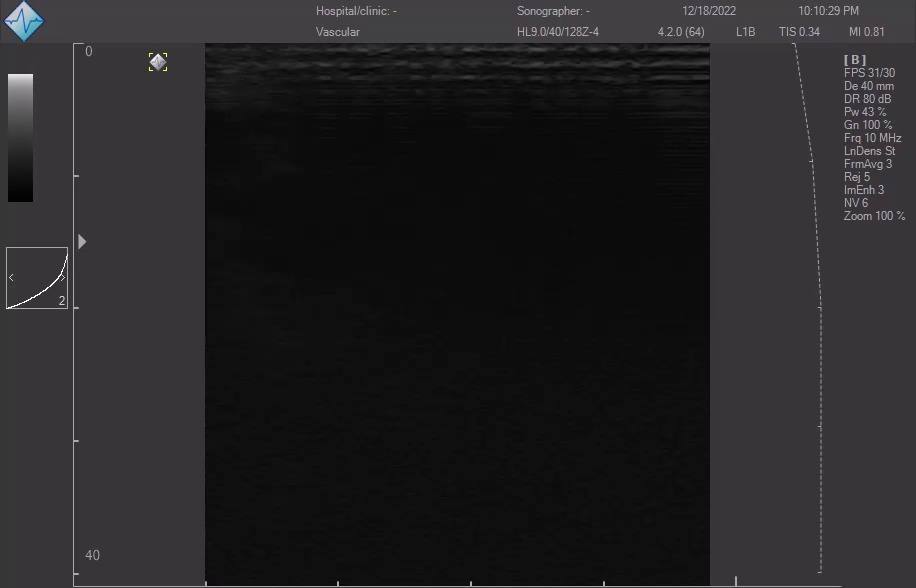 Hospital/clinic: - Sonographer: - 12/18/2022 10:10:29 PM
Vascular HL9.0/40/128Z-4 4.2.0 (64) L1B TIS 0.34 MI 0.81
0
[ B ]
FPS 31/30
De 40 mm
DR 80 dB
Pw 43 %
Gn 100 %
Frq 10 MHz
LnDens St
FrmAvg 3
Rej 5
ImEnh 3
NV 6
Zoom 100 %
2
40